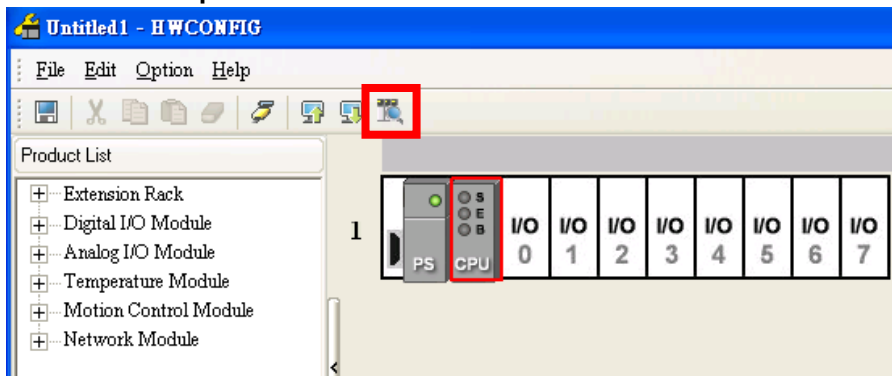 Untitled1 - HWCONFIG
File Edit Option Help
Product List
Extension Rack
Digital I/O Module
Analog I/O Module
Temperature Module
Motion Control Module
Network Module
1
PS
S
E
B
CPU
I/O 0
I/O 1
I/O 2
I/O 3
I/O 4
I/O 5
I/O 6
I/O 7